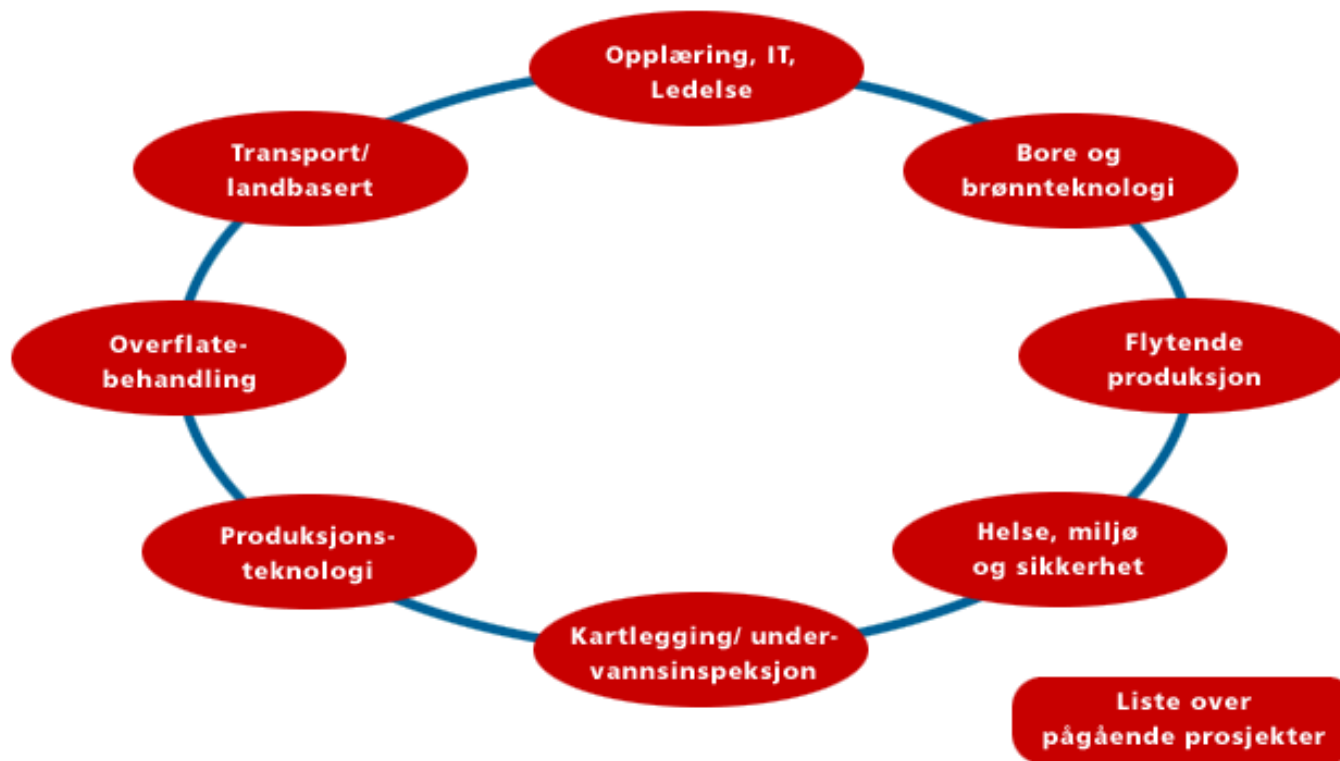 Opplæring, IT,
Ledelse
Transport/
landbasert
Bore og
brønnteknologi
Overflate-
behandling
Flytende
produksjon
Produksjons-
teknologi
Helse, miljø
og sikkerhet
Kartlegging/ under-
vannsinspeksjon
Liste over
pågående prosjekter